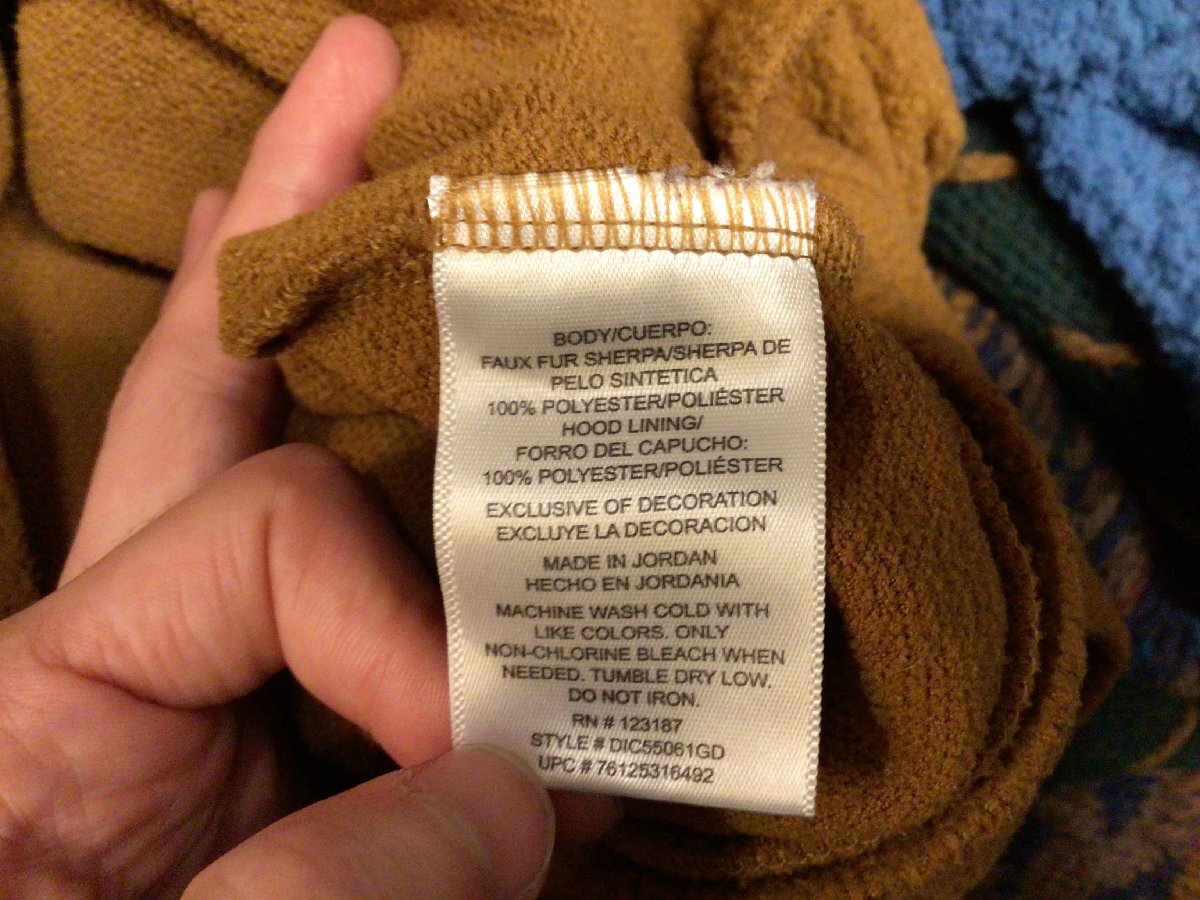 BODY/CUERPO:
FAUX FUR SHERPA/SHERPA DE
PELO SINTETICA
100% POLYESTER/POLIÉSTER
HOOD LINING/
FORRO DEL CAPUCHO:
100% POLYESTER/POLIÉSTER
EXCLUSIVE OF DECORATION
EXCLUYE LA DECORACION
MADE IN JORDAN
HECHO EN JORDANIA
MACHINE WASH COLD WITH
LIKE COLORS. ONLY
NON-CHLORINE BLEACH WHEN
NEEDED. TUMBLE DRY LOW.
DO NOT IRON.
RN # 123187
STYLE # DIC55061GD
UPC # 76125316492